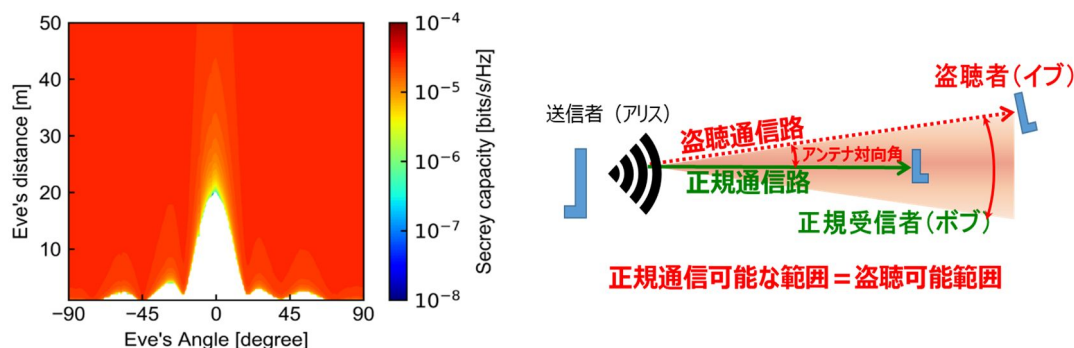 50
40
30
20
10
Eve's distance [m]
−90
−45
0
45
90
Eve's Angle [degree]
10⁻⁴
10⁻⁵
10⁻⁶
10⁻⁷
10⁻⁸
Secrey capacity [bits/s/Hz]
盗聴者(イブ)
送信者（アリス）
盗聴通信路
アンテナ対向角
正規通信路
正規受信者(ボブ)
正規通信可能な範囲＝盗聴可能範囲